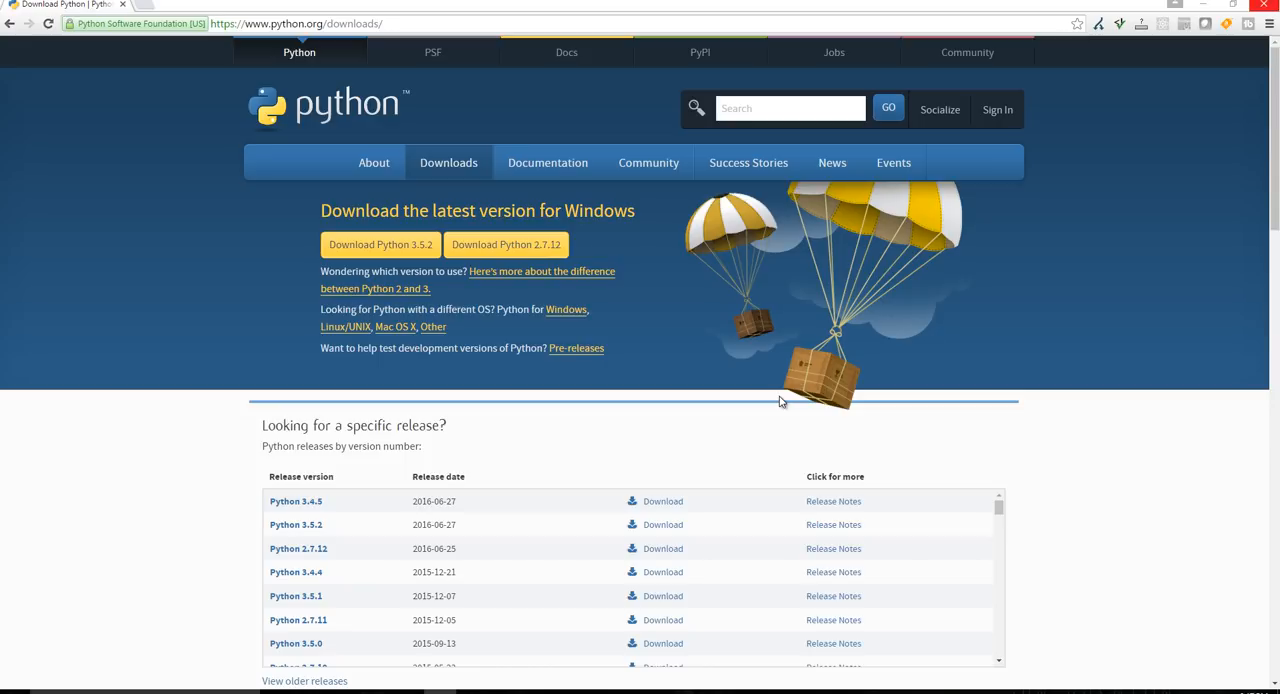 Download Python | Pytho
Python Software Foundation [US] https://www.python.org/downloads/
Python PSF Docs PyPI Jobs Community
python™
Search GO Socialize Sign In
About Downloads Documentation Community Success Stories News Events
Download the latest version for Windows
Download Python 3.5.2 Download Python 2.7.12
Wondering which version to use? Here's more about the difference
between Python 2 and 3.
Looking for Python with a different OS? Python for Windows,
Linux/UNIX, Mac OS X, Other
Want to help test development versions of Python? Pre-releases
Looking for a specific release?
Python releases by version number:
Release version Release date Click for more
Python 3.4.5 2016-06-27 Download Release Notes
Python 3.5.2 2016-06-27 Download Release Notes
Python 2.7.12 2016-06-25 Download Release Notes
Python 3.4.4 2015-12-21 Download Release Notes
Python 3.5.1 2015-12-07 Download Release Notes
Python 2.7.11 2015-12-05 Download Release Notes
Python 3.5.0 2015-09-13 Download Release Notes
View older releases